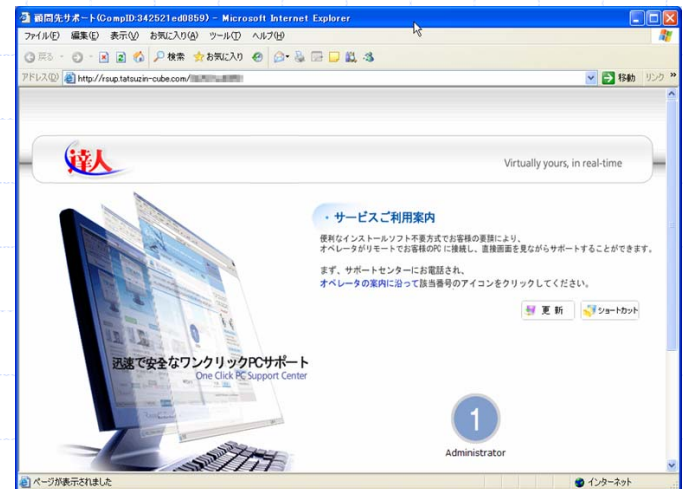 顧問先サポート(CompID:342521ed0859) - Microsoft Internet Explorer
ファイル(F) 編集(E) 表示(V) お気に入り(A) ツール(T) ヘルプ(H)
戻る 検索 お気に入り
アドレス(D) http://rsup.tatsuzin-cube.com/ 移動 リンク »
達人
Virtually yours, in real-time
・サービスご利用案内
便利なインストールソフト不要方式でお客様の要請により、
オペレータがリモートでお客様のPCに接続し、直接画面を見ながらサポートすることができます。
まず、サポートセンターにお電話され、
オペレータの案内に沿って該当番号のアイコンをクリックしてください。
更 新 ショートカット
迅速で安全なワンクリックPCサポート
One Click PC Support Center
1
Administrator
ページが表示されました インターネット